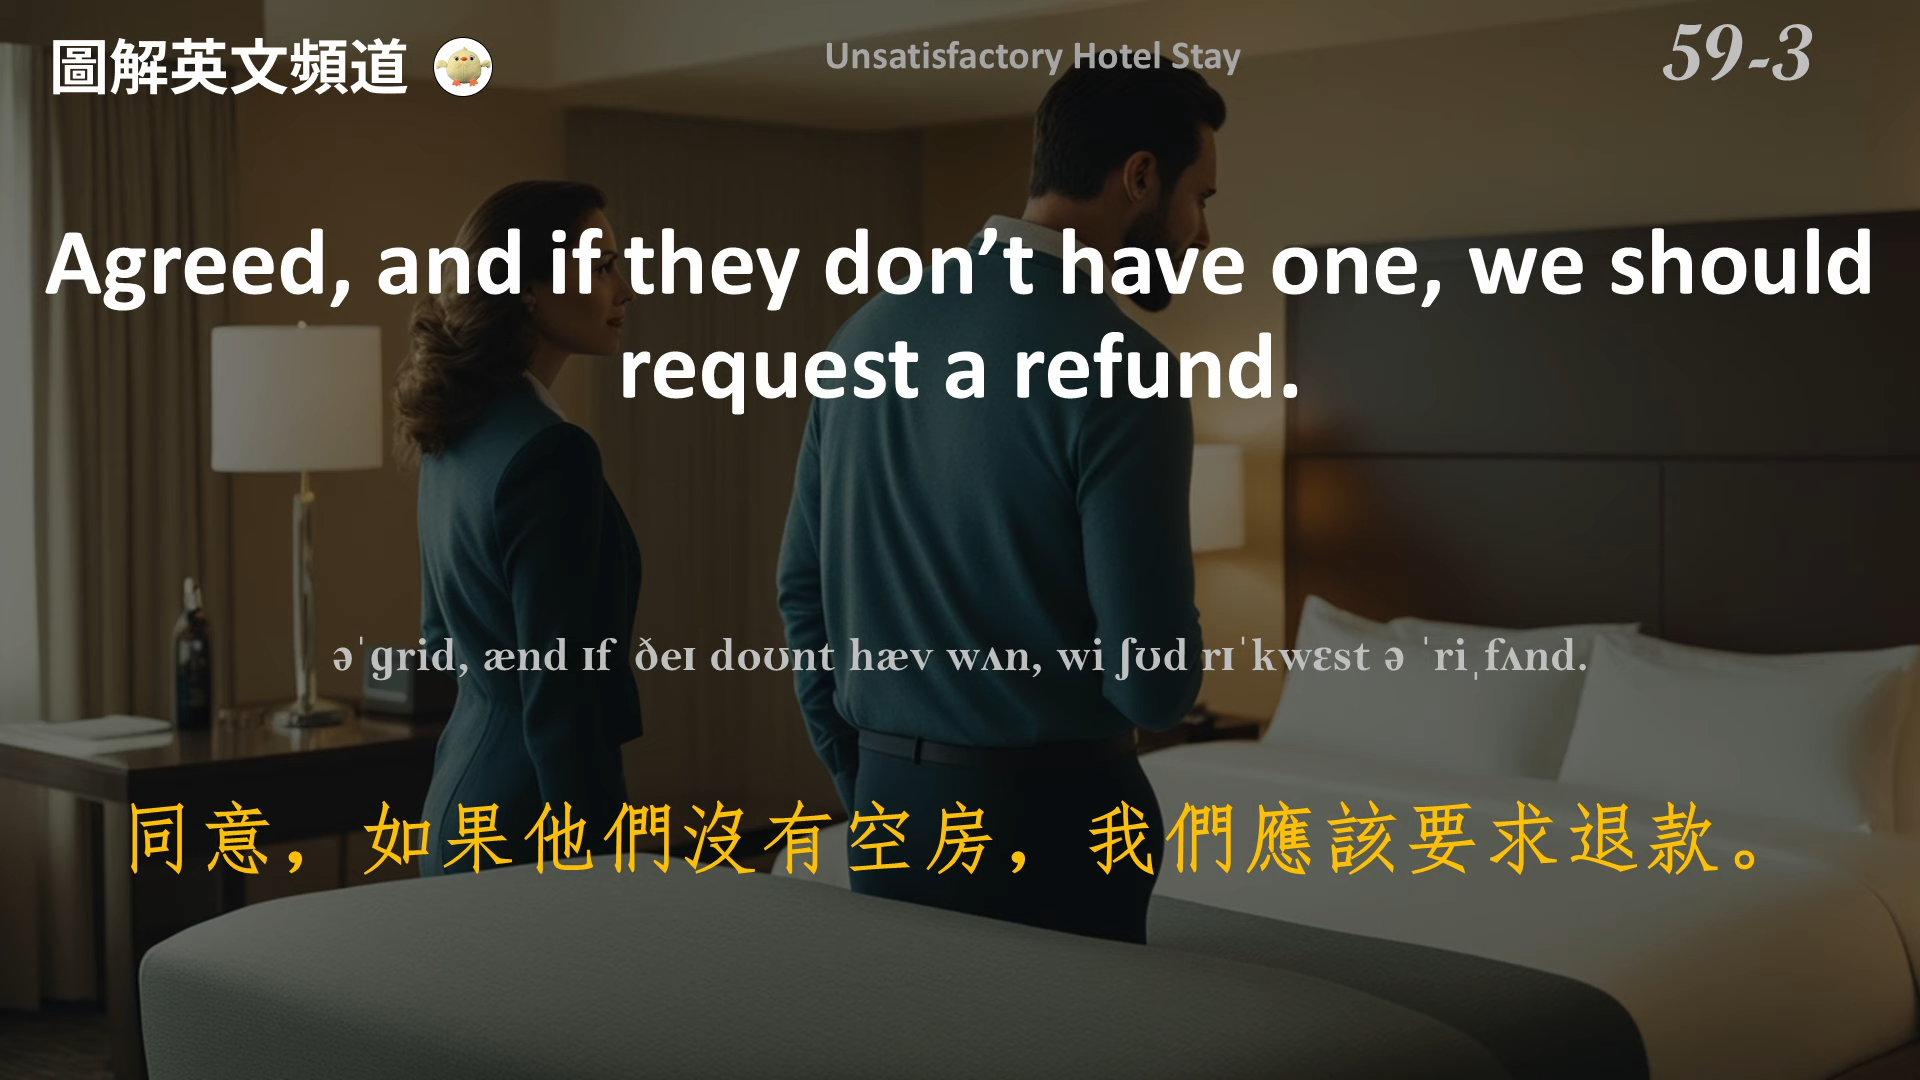 圖解英文頻道
Unsatisfactory Hotel Stay
59-3
Agreed, and if they don’t have one, we should
request a refund.
əˈɡrid, ænd ɪf ðeɪ doʊnt hæv wʌn, wi ʃʊd rɪˈkwɛst ə ˈriˌfʌnd.
同意，如果他們沒有空房，我們應該要求退款。